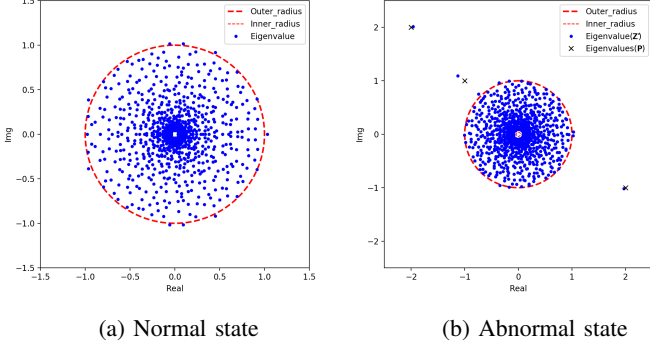 1.5
1.0
0.5
0.0
−0.5
−1.0
−1.5
Img
−1.5 −1.0 −0.5 0.0 0.5 1.0 1.5
Real
Outer_radius
Inner_radius
Eigenvalue
(a) Normal state
2
1
0
−1
−2
Img
−2 −1 0 1 2
Real
Outer_radius
Inner_radius
Eigenvalue(Z')
Eigenvalues(P)
(b) Abnormal state